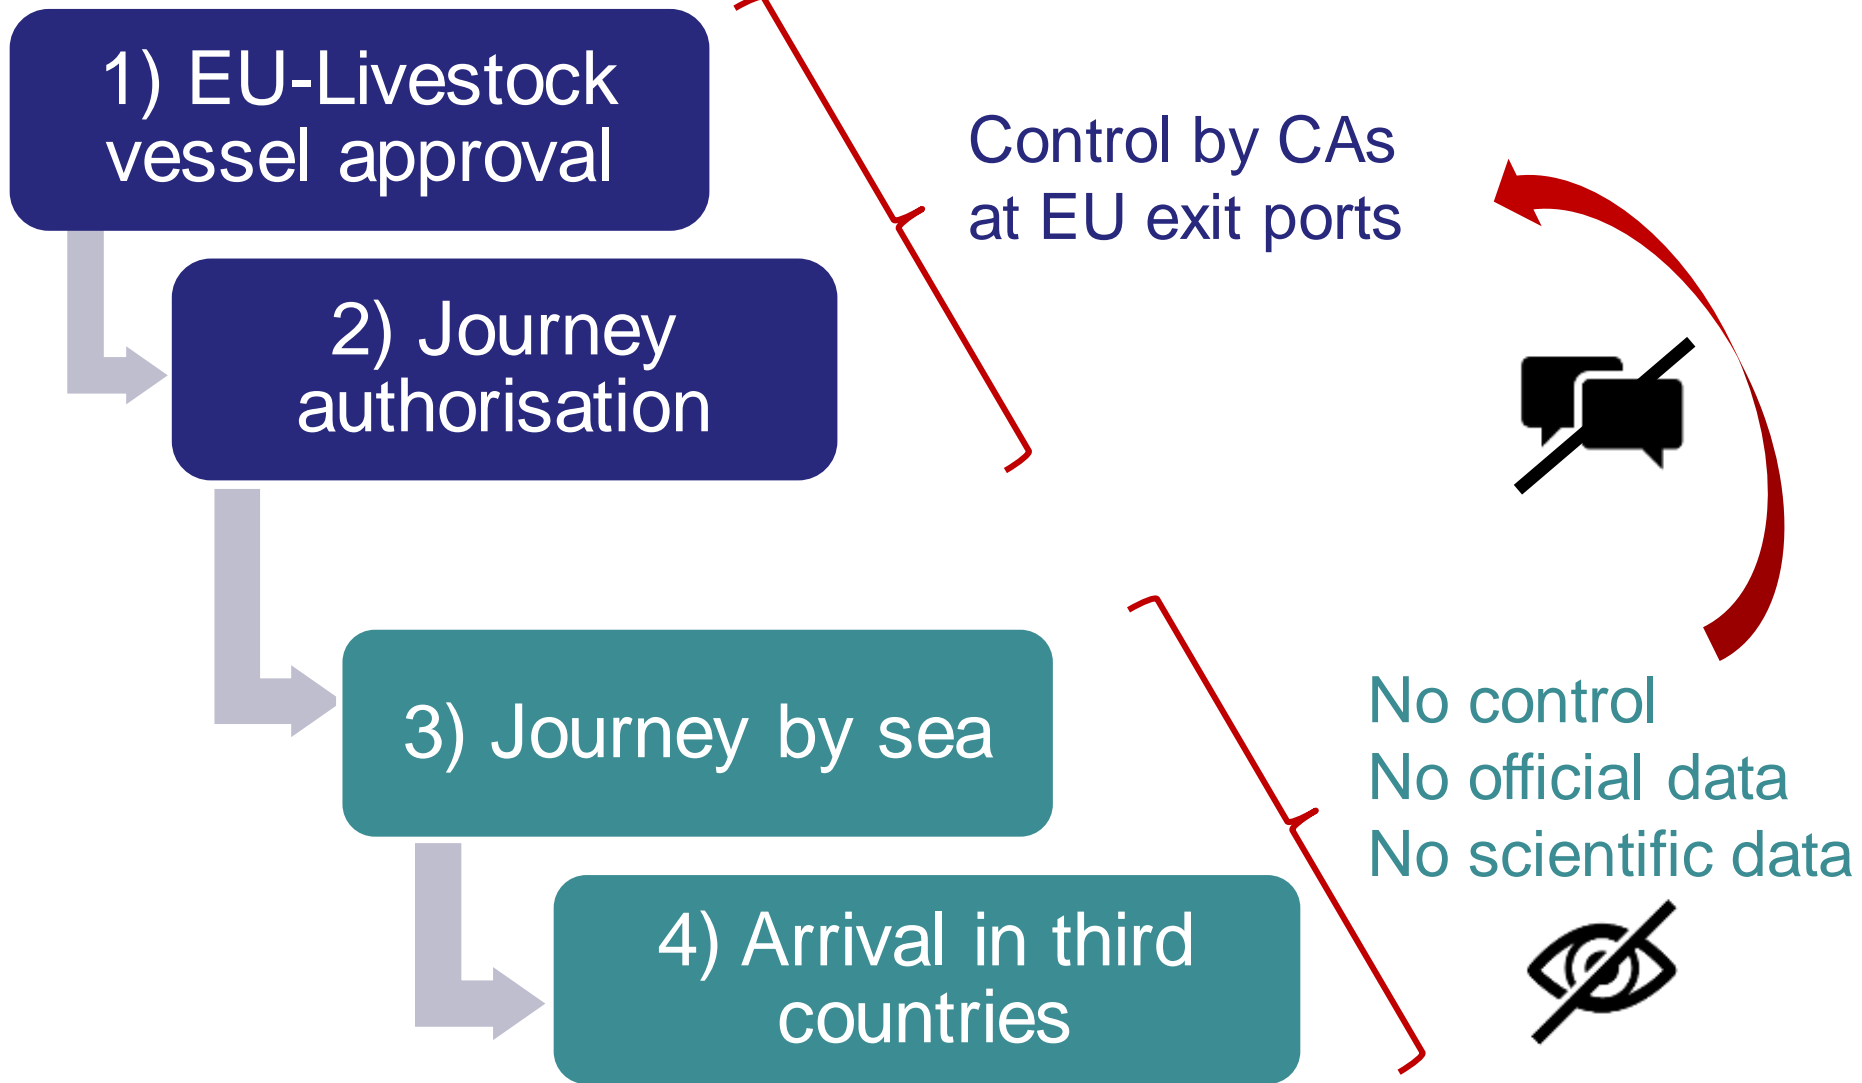 1) EU-Livestock
vessel approval
Control by CAs
at EU exit ports
2) Journey
authorisation
3) Journey by sea
No control
No official data
No scientific data
4) Arrival in third
countries